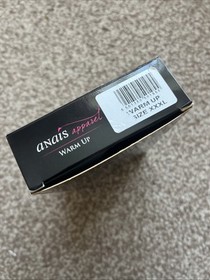 WARM UP
SIZE XXXL
anais apparel
WARM UP